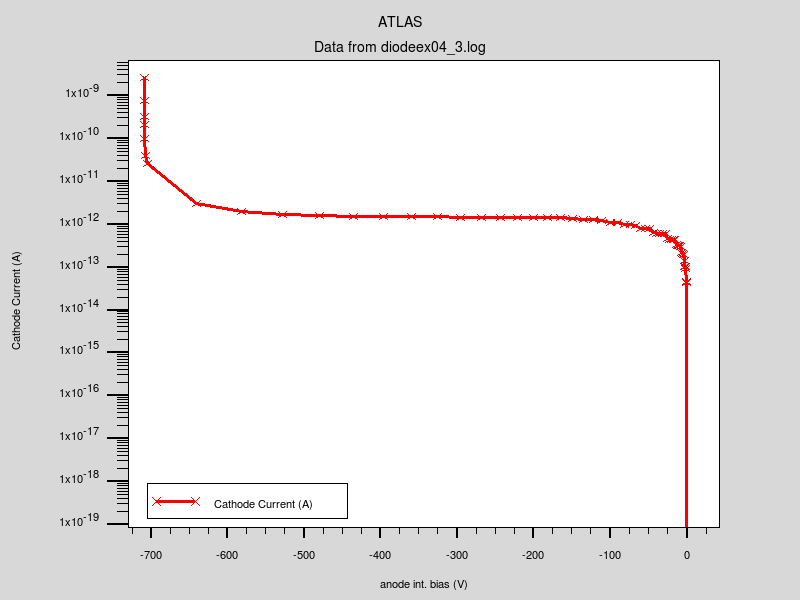 ATLAS
Data from diodeex04_3.log
Cathode Current (A)
1x10-9
1x10-10
1x10-11
1x10-12
1x10-13
1x10-14
1x10-15
1x10-16
1x10-17
1x10-18
1x10-19
Cathode Current (A)
-700 -600 -500 -400 -300 -200 -100 0
anode int. bias (V)